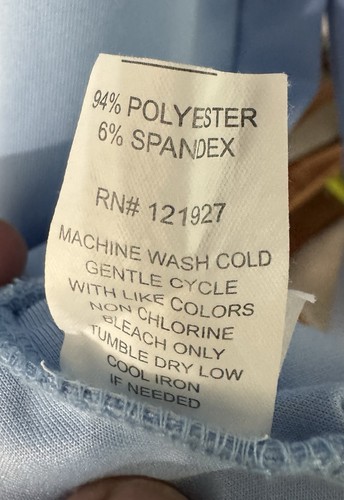 94% POLYESTER
6% SPANDEX
RN# 121927
MACHINE WASH COLD
GENTLE CYCLE
WITH LIKE COLORS
NON CHLORINE
BLEACH ONLY
TUMBLE DRY LOW
COOL IRON
IF NEEDED